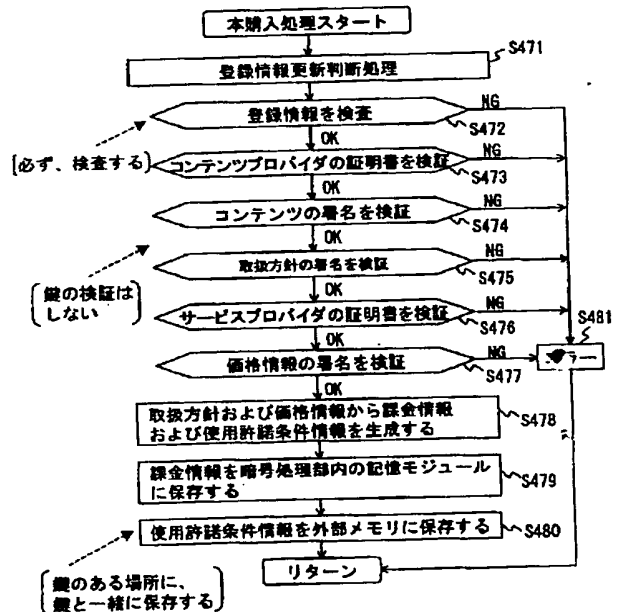 本購入処理スタート
登録情報更新判断処理
S471
登録情報を検査
NG
S472
OK
[必ず、検査する]
コンテンツプロバイダの証明書を検証
NG
S473
OK
コンテンツの署名を検証
NG
S474
OK
鍵の検証は
しない
取扱方針の署名を検証
NG
S475
OK
サービスプロバイダの証明書を検証
NG
S476
OK
価格情報の署名を検証
NG
S477
S481
ラー
OK
取扱方針および価格情報から課金情報
および使用許諾条件情報を生成する
S478
課金情報を暗号処理部内の記憶モジュール
に保存する
S479
使用許諾条件情報を外部メモリに保存する
S480
鍵のある場所に、
鍵と一緒に保存する
リターン